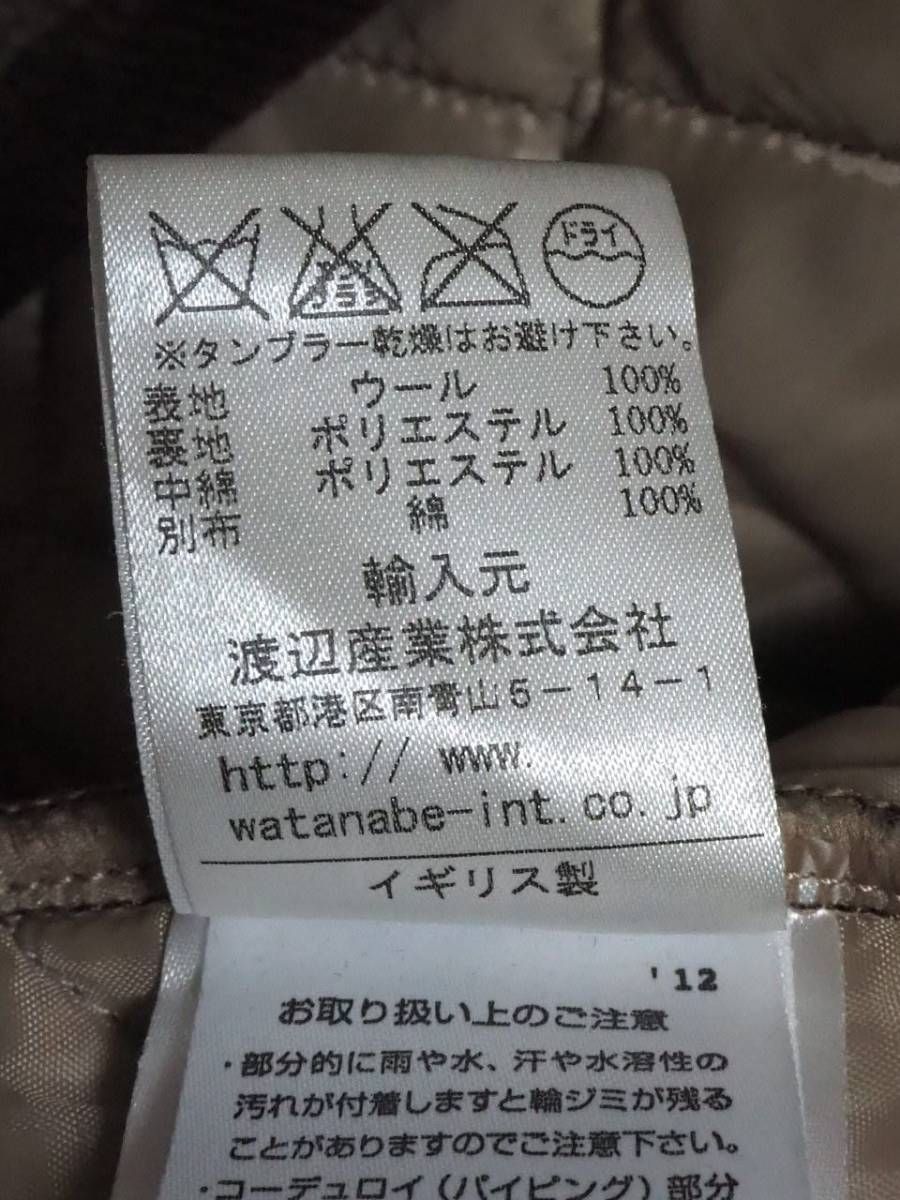 ドライ
※タンブラー乾燥はお避け下さい。
表地 ウール 100%
裏地 ポリエステル 100%
中綿 ポリエステル 100%
別布 綿 100%
輸入元
渡辺産業株式会社
東京都港区南青山5-14-1
http://www.
watanabe-int.co.jp
イギリス製
'12
お取り扱い上のご注意
・部分的に雨や水、汗や水溶性の
汚れが付着しますと輪ジミが残る
ことがありますのでご注意下さい。
・コーデュロイ(パイピング)部分